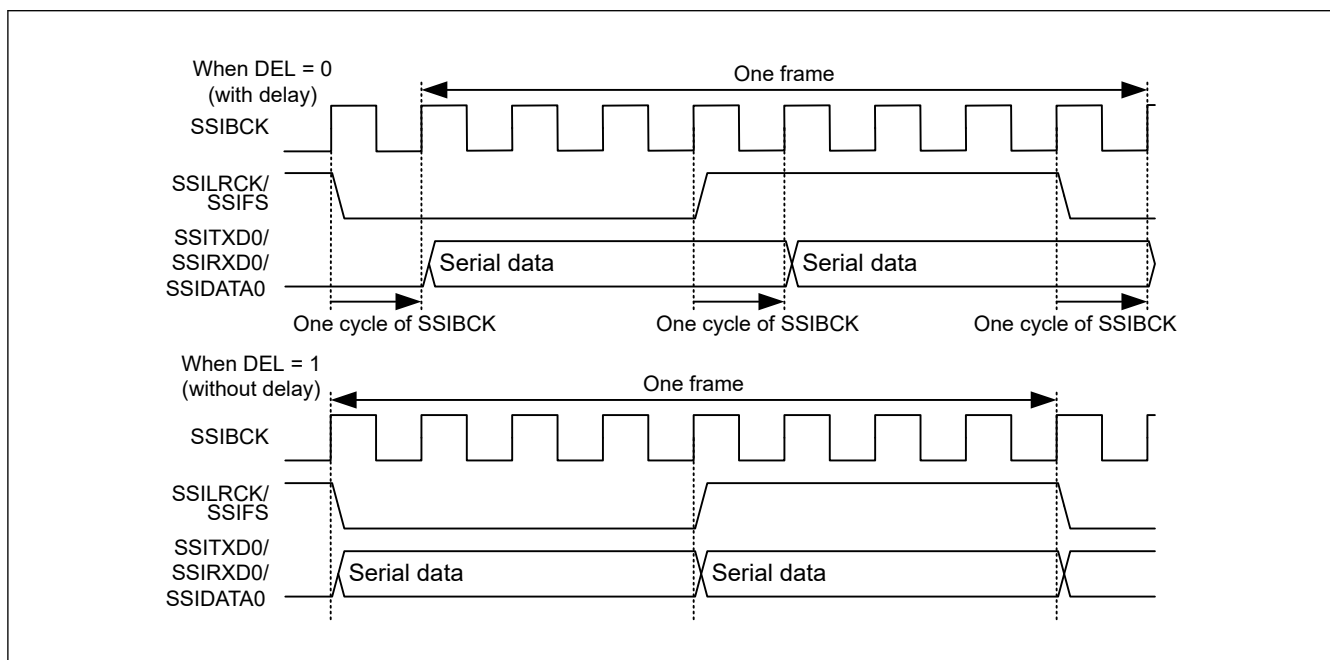 When DEL = 0
(with delay)
One frame
SSIBCK
SSILRCK/
SSIFS
SSITXD0/
SSIRXD0/
SSIDATA0
Serial data
Serial data
One cycle of SSIBCK
One cycle of SSIBCK
One cycle of SSIBCK
When DEL = 1
(without delay)
One frame
SSIBCK
SSILRCK/
SSIFS
SSITXD0/
SSIRXD0/
SSIDATA0
Serial data
Serial data